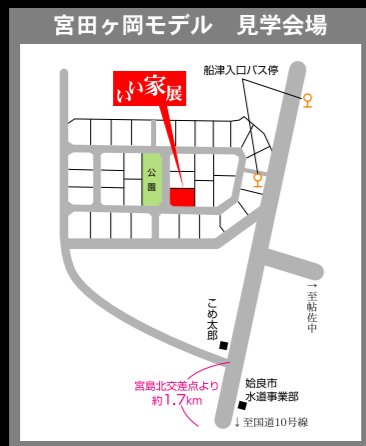 宮田ヶ岡モデル 見学会場
船津入口バス停
いい家展
公園
→至帖佐中
こめ太郎
宮島北交差点より
約1.7km
姶良市
水道事業部
↓至国道10号線